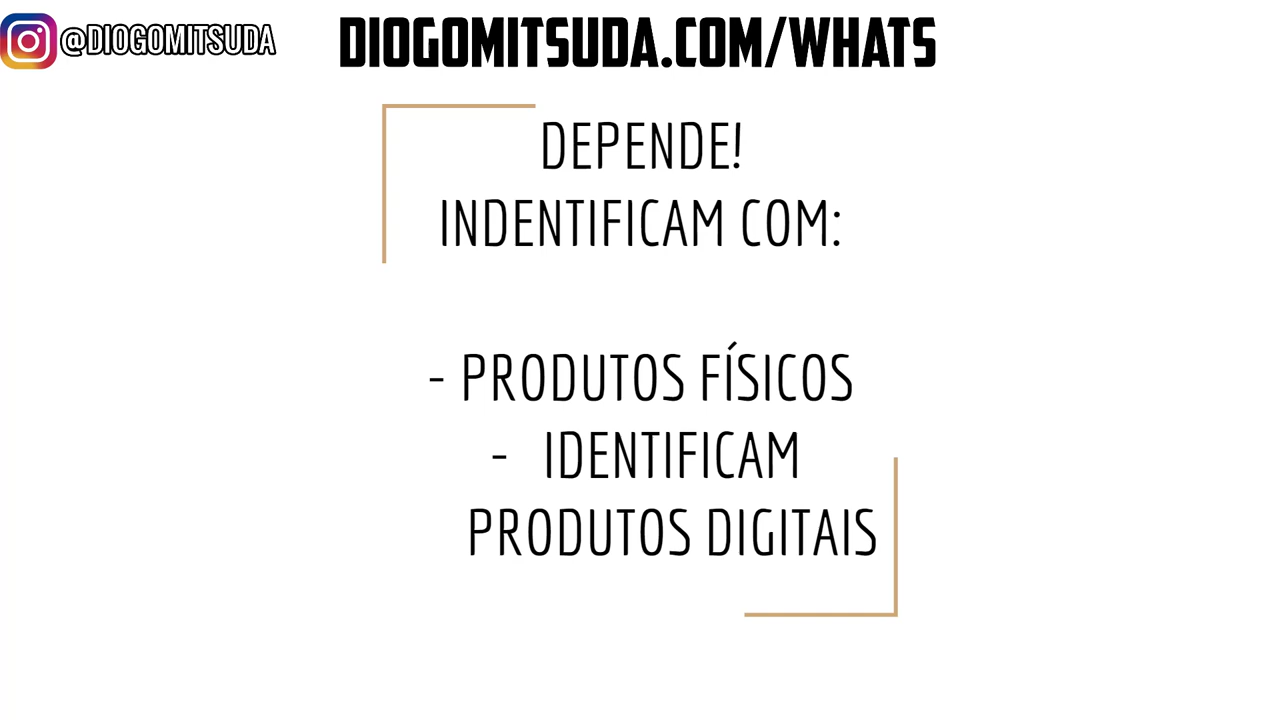 @DIOGOMITSUDA
DIOGOMITSUDA.COM/WHATS
DEPENDE!
INDENTIFICAM COM:
- PRODUTOS FÍSICOS
- IDENTIFICAM
PRODUTOS DIGITAIS